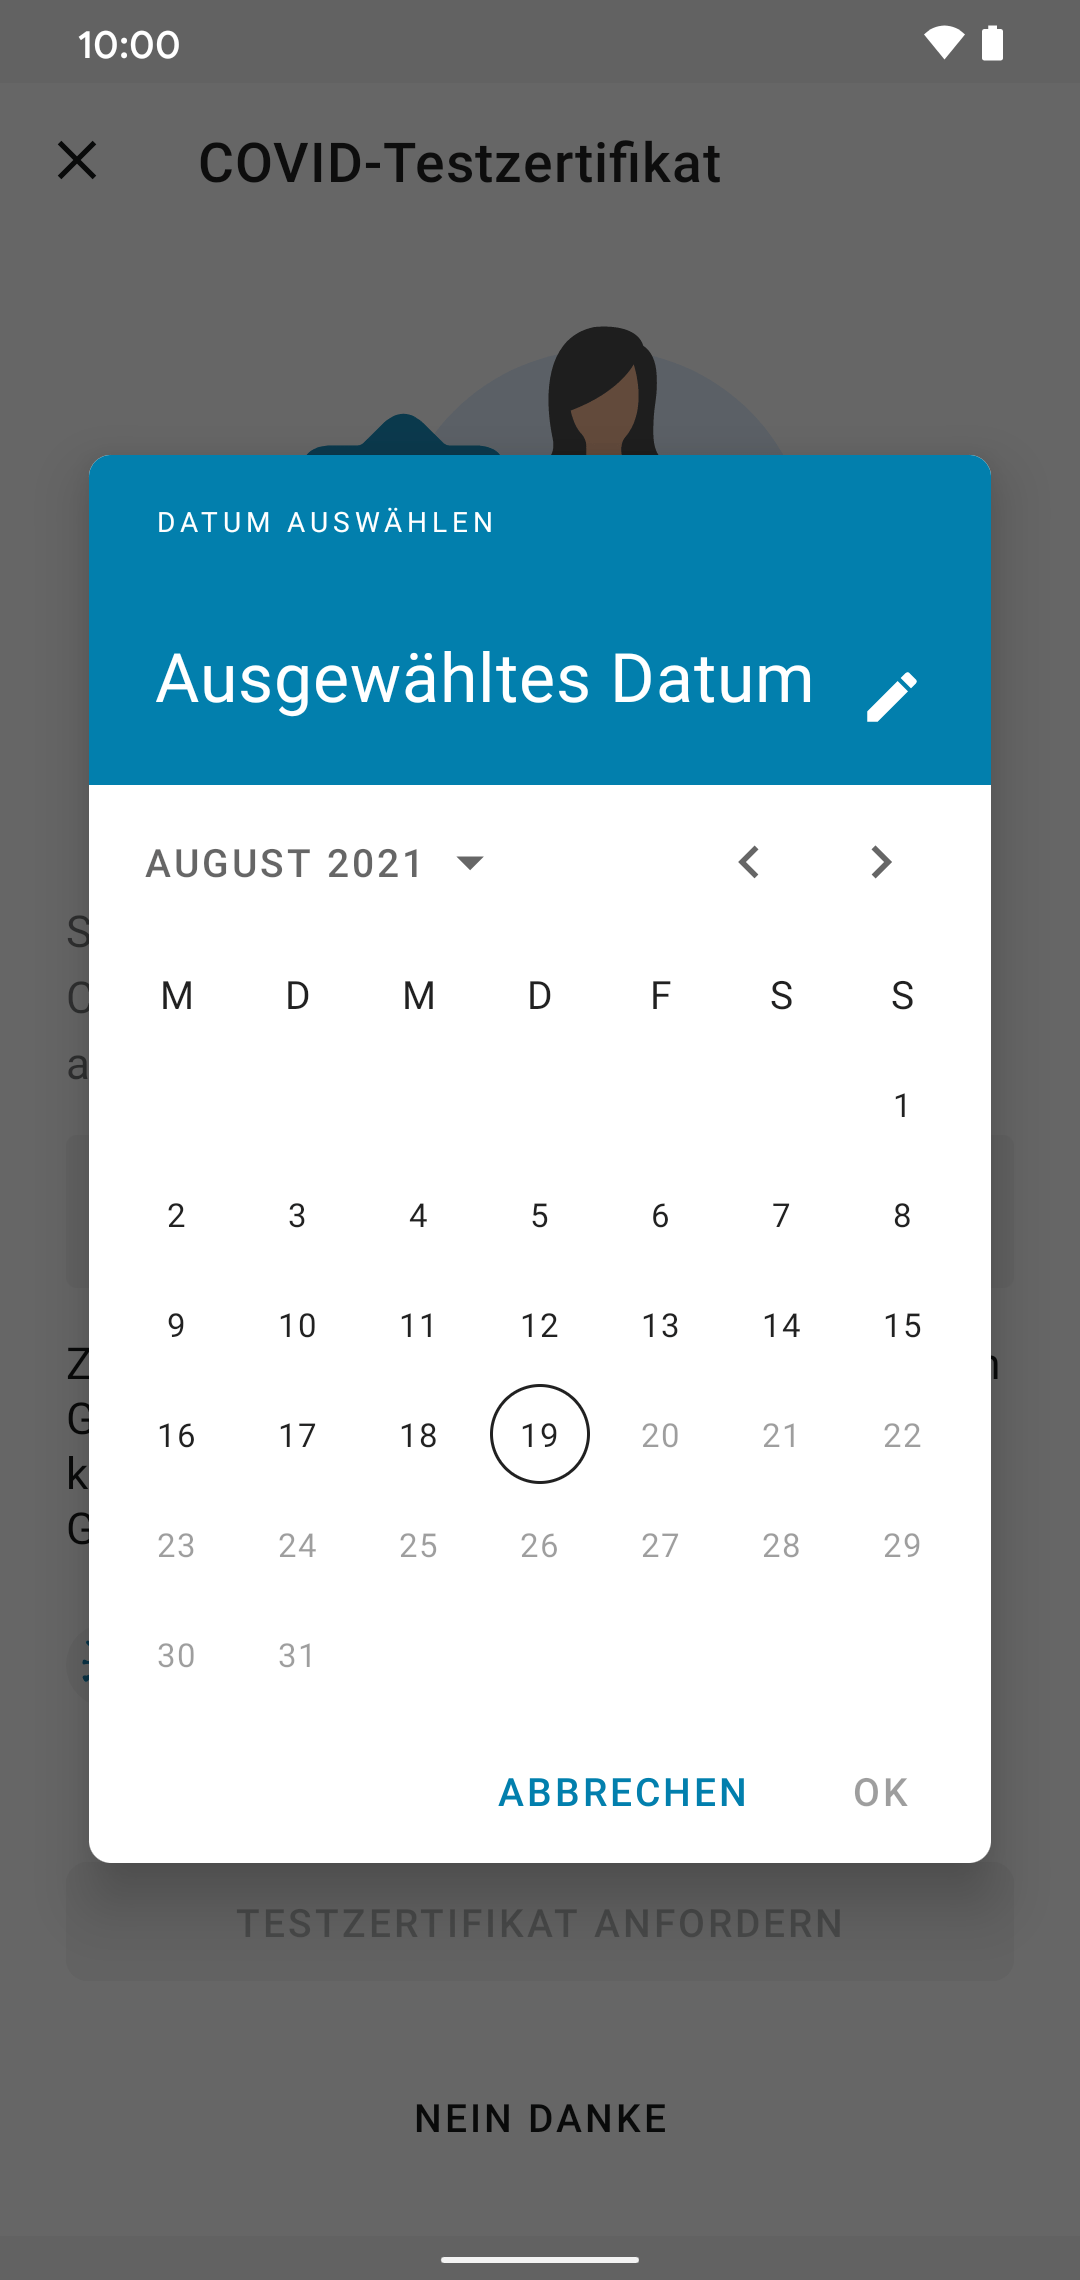 10:00
COVID-Testzertifikat
DATUM AUSWÄHLEN
Ausgewähltes Datum
AUGUST 2021
M D M D F S S
1
2 3 4 5 6 7 8
9 10 11 12 13 14 15
16 17 18 19 20 21 22
23 24 25 26 27 28 29
30 31
ABBRECHEN OK
TESTZERTIFIKAT ANFORDERN
NEIN DANKE